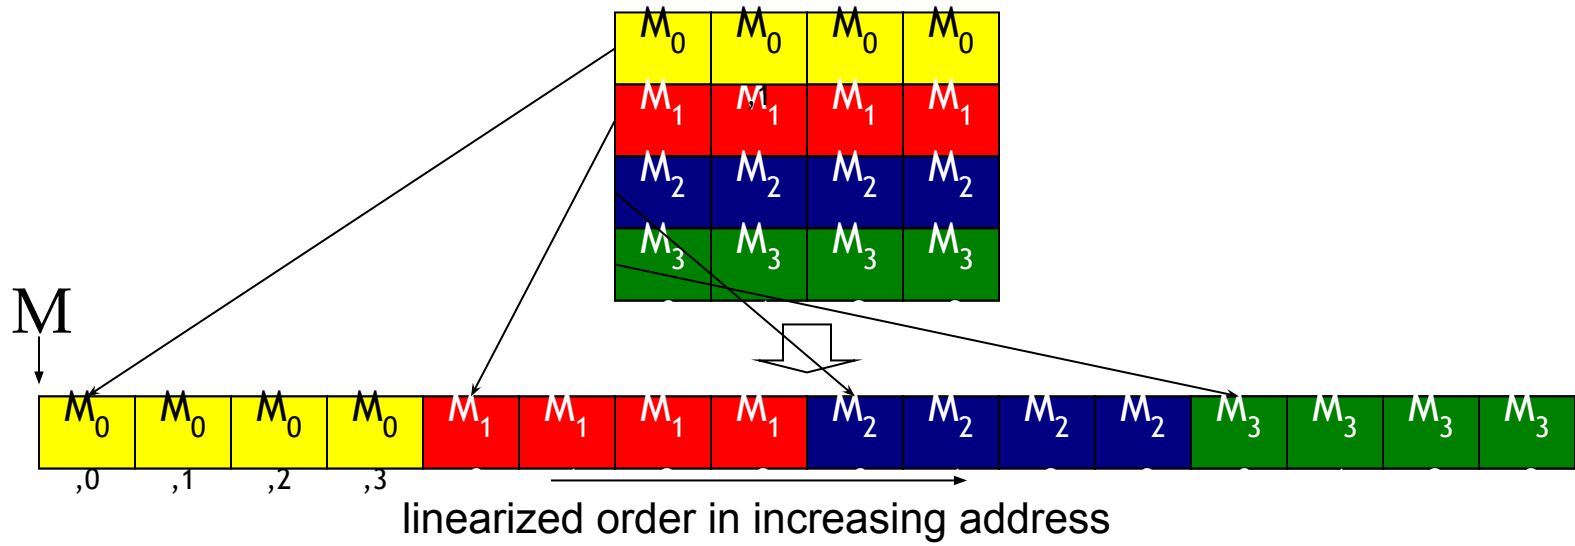 M0 M0 M0 M0
,1
M1 M1 M1 M1
M2 M2 M2 M2
M3 M3 M3 M3
M
M0 M0 M0 M0 M1 M1 M1 M1 M2 M2 M2 M2 M3 M3 M3 M3
,0 ,1 ,2 ,3
linearized order in increasing address